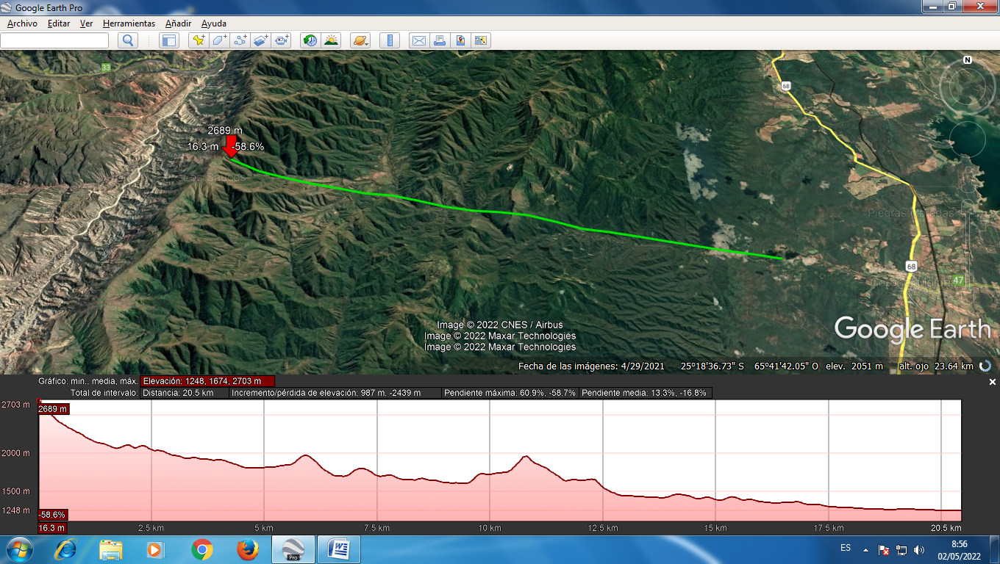 Google Earth Pro
Archivo Editar Ver Herramientas Añadir Ayuda
33
68
2689 m
16.3 m -58.6%
Los Sauces
68
47
Image © 2022 CNES / Airbus
Image © 2022 Maxar Technologies
Image © 2022 Maxar Technologies
Google Earth
N
Fecha de las imágenes: 4/29/2021 25°18'36.73" S 65°41'42.05" O elev. 2051 m alt. ojo 23.64 km
Gráfico: min., media, máx. Elevación: 1248, 1674, 2703 m
Total de intervalo: Distancia: 20.5 km Incremento/pérdida de elevación: 987 m. -2439 m Pendiente máxima: 60.9%, -58.7% Pendiente media: 13.3%, -16.8%
2703 m
2689 m
2000 m
1500 m
1248 m
-58.6%
16.3 m 2.5 km 5 km 7.5 km 10 km 12.5 km 15 km 17.5 km 20.5 km
Pro
ES
8:56
02/05/2022